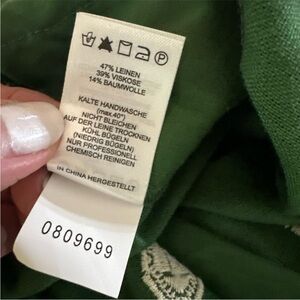 47% LEINEN
39% VISKOSE
14% BAUMWOLLE
KALTE HANDWÄSCHE
(max.40°)
NICHT BLEICHEN
AUF DER LEINE TROCKNEN
KÜHL BÜGELN
(NIEDRIG BÜGELN)
NUR PROFESSIONELL
CHEMISCH REINIGEN
IN CHINA HERGESTELLT
0809699